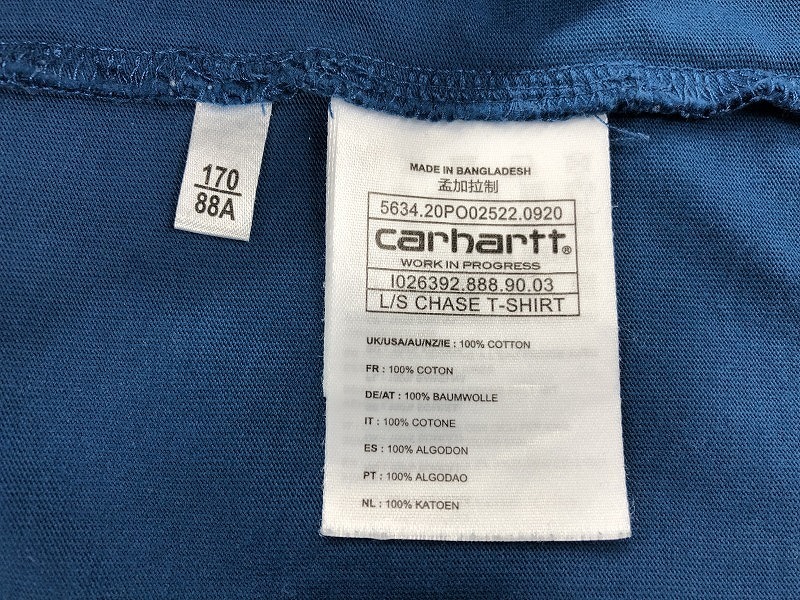 170
88A
MADE IN BANGLADESH
孟加拉制
5634.20PO02522.0920
carhartt®
WORK IN PROGRESS
I026392.888.90.03
L/S CHASE T-SHIRT
UK/USA/AU/NZ/IE : 100% COTTON
FR : 100% COTON
DE/AT : 100% BAUMWOLLE
IT : 100% COTONE
ES : 100% ALGODON
PT : 100% ALGODAO
NL : 100% KATOEN